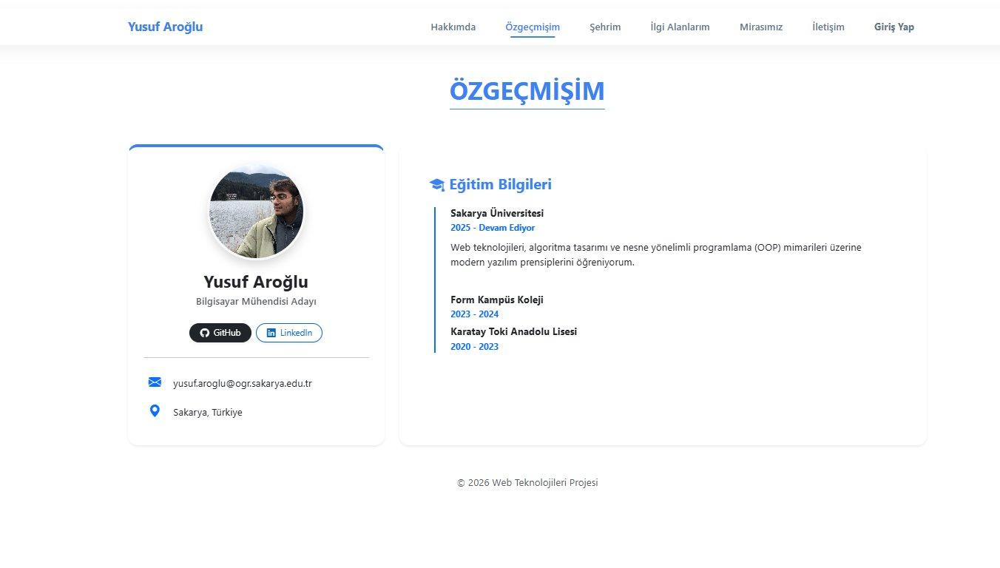 Yusuf Aroğlu
Hakkımda Özgeçmişim Şehrim İlgi Alanlarım Mirasımız İletişim Giriş Yap
ÖZGEÇMİŞİM
Yusuf Aroğlu
Bilgisayar Mühendisi Adayı
GitHub LinkedIn
yusuf.aroglu@ogr.sakarya.edu.tr
Sakarya, Türkiye
Eğitim Bilgileri
Sakarya Üniversitesi
2025 - Devam Ediyor
Web teknolojileri, algoritma tasarımı ve nesne yönelimli programlama (OOP) mimarileri üzerine
modern yazılım prensiplerini öğreniyorum.
Form Kampüs Koleji
2023 - 2024
Karatay Toki Anadolu Lisesi
2020 - 2023
© 2026 Web Teknolojileri Projesi